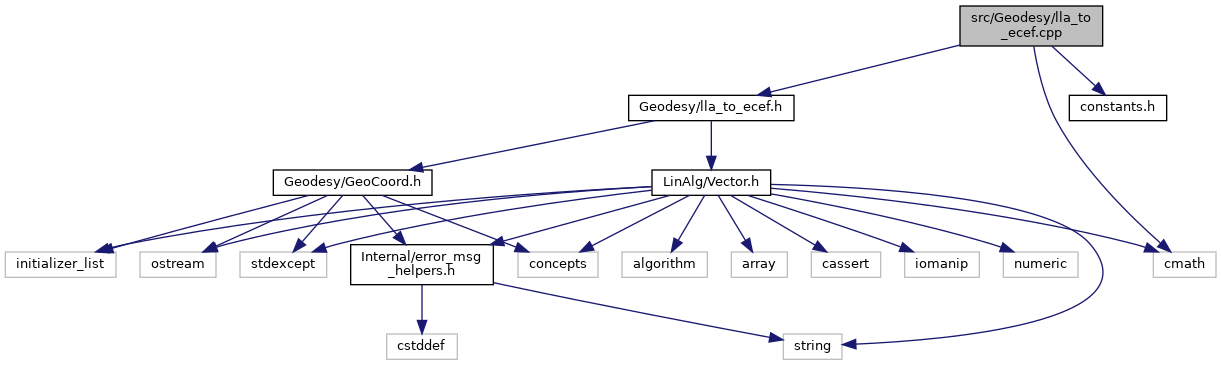 src/Geodesy/lla_to
_ecef.cpp
Geodesy/lla_to_ecef.h
constants.h
Geodesy/GeoCoord.h
LinAlg/Vector.h
initializer_list
ostream
stdexcept
Internal/error_msg
_helpers.h
concepts
algorithm
array
cassert
iomanip
numeric
cmath
cstddef
string